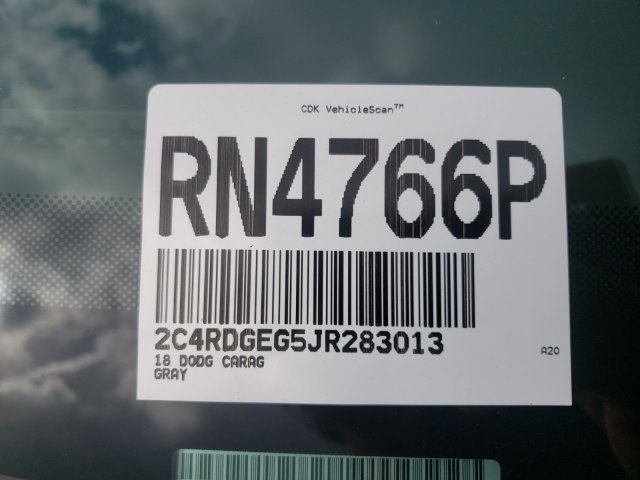 CDK VehicleScan™
RN4766P
2C4RDGEG5JR283013
18 DODG CARAG
GRAY
A20